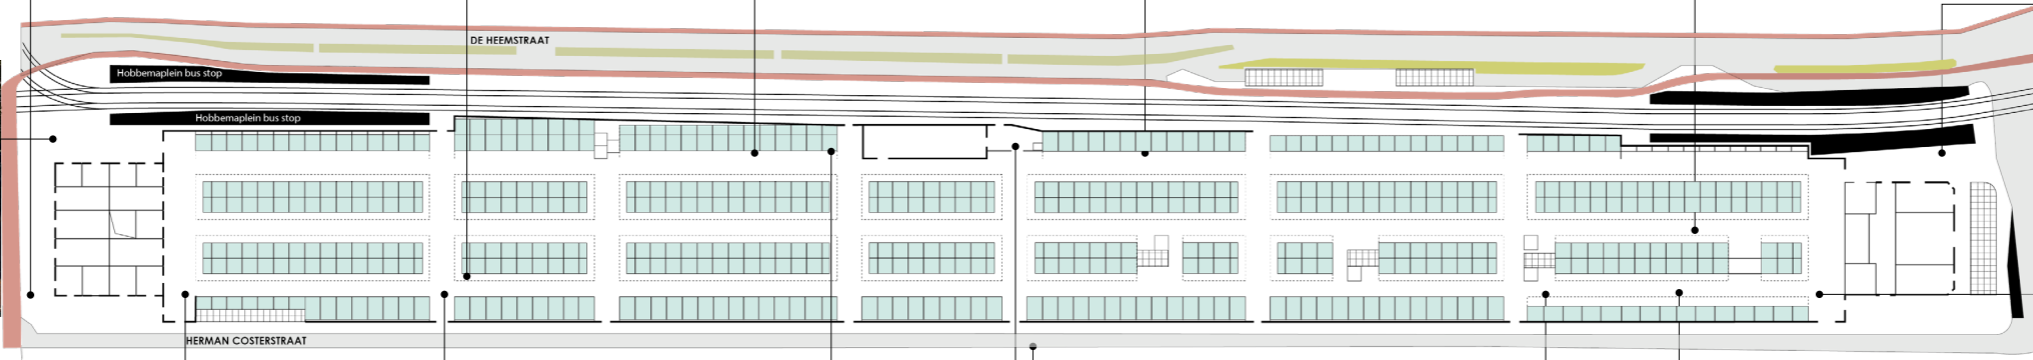 DE HEEMSTRAAT
Hobbemaplein bus stop
Hobbemaplein bus stop
HERMAN COSTERSTRAAT